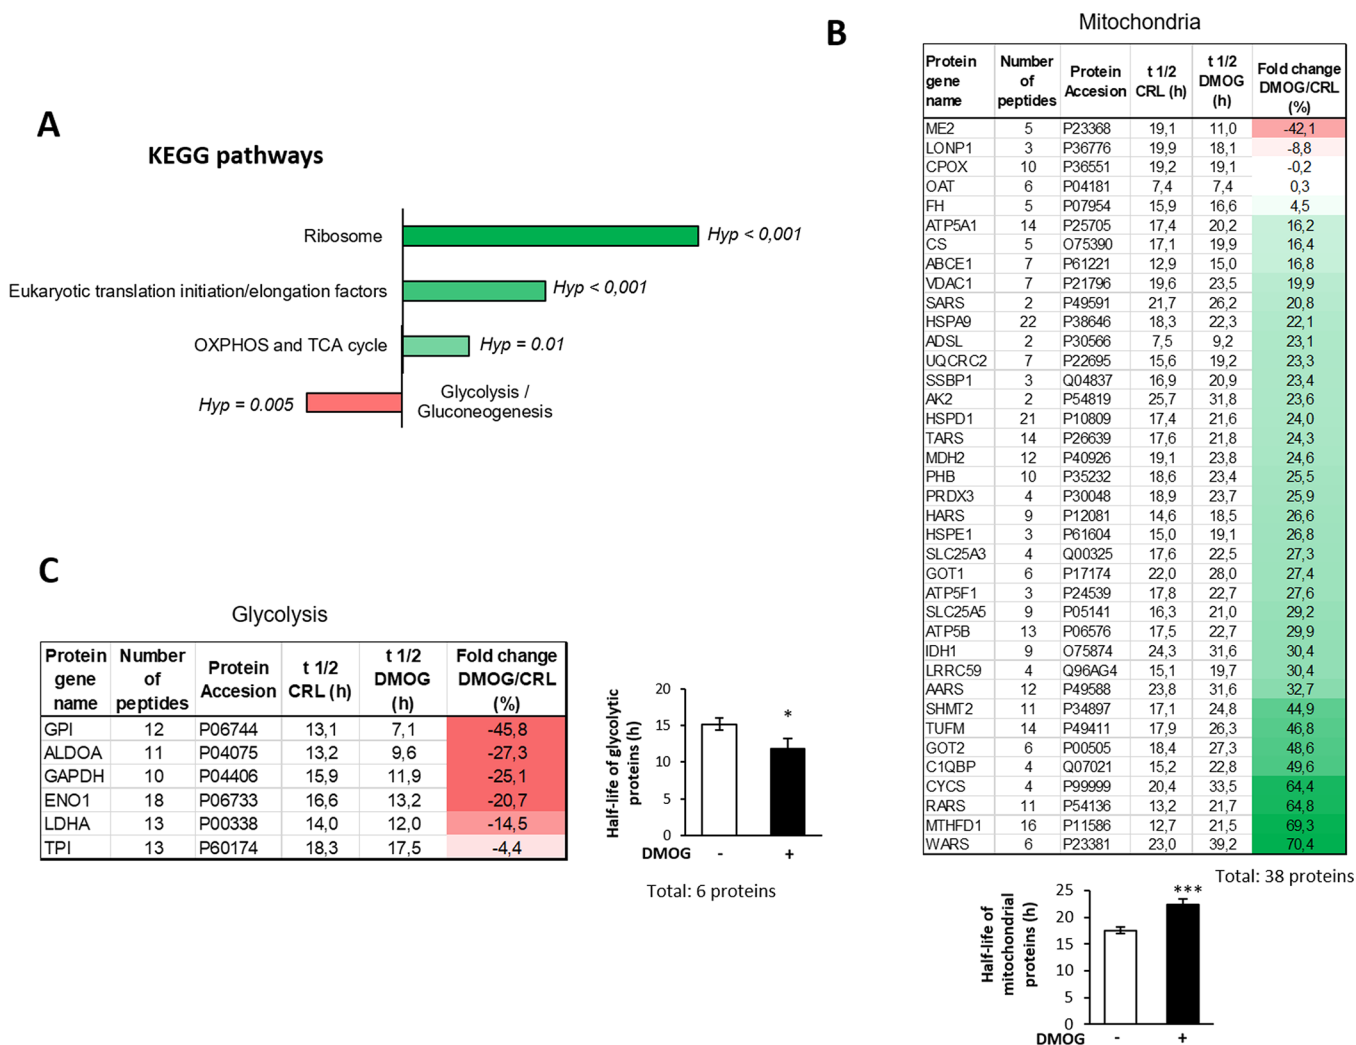 A
KEGG pathways
Ribosome
Hyp < 0,001
Eukaryotic translation initiation/elongation factors
Hyp < 0,001
OXPHOS and TCA cycle
Hyp = 0.01
Hyp = 0.005
Glycolysis /
Gluconeogenesis
B
Mitochondria
Protein gene name Number of peptides Protein Accesion t 1/2 CRL (h) t 1/2 DMOG (h) Fold change DMOG/CRL (%)
ME2 5 P23368 19,1 11,0 -42,1
LONP1 3 P36776 19,9 18,1 -8,8
CPOX 10 P36551 19,2 19,1 -0,2
OAT 6 P04181 7,4 7,4 0,3
FH 5 P07954 15,9 16,6 4,5
ATP5A1 14 P25705 17,4 20,2 16,2
CS 5 O75390 17,1 19,9 16,4
ABCE1 7 P61221 12,9 15,0 16,8
VDAC1 7 P21796 19,6 23,5 19,9
SARS 2 P49591 21,7 26,2 20,8
HSPA9 22 P38646 18,3 22,3 22,1
ADSL 2 P30566 7,5 9,2 23,1
UQCRC2 7 P22695 15,6 19,2 23,3
SSBP1 3 Q04837 16,9 20,9 23,4
AK2 2 P54819 25,7 31,8 23,6
HSPD1 21 P10809 17,4 21,6 24,0
TARS 14 P26639 17,6 21,8 24,3
MDH2 12 P40926 19,1 23,8 24,6
PHB 10 P35232 18,6 23,4 25,5
PRDX3 4 P30048 18,9 23,7 25,9
HARS 9 P12081 14,6 18,5 26,6
HSPE1 3 P61604 15,0 19,1 26,8
SLC25A3 4 Q00325 17,6 22,5 27,3
GOT1 6 P17174 22,0 28,0 27,4
ATP5F1 3 P24539 17,8 22,7 27,6
SLC25A5 9 P05141 16,3 21,0 29,2
ATP5B 13 P06576 17,5 22,7 29,9
IDH1 9 O75874 24,3 31,6 30,4
LRRC59 4 Q96AG4 15,1 19,7 30,4
AARS 12 P49588 23,8 31,6 32,7
SHMT2 11 P34897 17,1 24,8 44,9
TUFM 14 P49411 17,9 26,3 46,8
GOT2 6 P00505 18,4 27,3 48,6
C1QBP 4 Q07021 15,2 22,8 49,6
CYCS 4 P99999 20,4 33,5 64,4
RARS 11 P54136 13,2 21,7 64,8
MTHFD1 16 P11586 12,7 21,5 69,3
WARS 6 P23381 23,0 39,2 70,4
Total: 38 proteins
Half-life of mitochondrial proteins (h)
25
20
15
10
5
0
***
DMOG - +
C
Glycolysis
Protein gene name Number of peptides Protein Accesion t 1/2 CRL (h) t 1/2 DMOG (h) Fold change DMOG/CRL (%)
GPI 12 P06744 13,1 7,1 -45,8
ALDOA 11 P04075 13,2 9,6 -27,3
GAPDH 10 P04406 15,9 11,9 -25,1
ENO1 18 P06733 16,6 13,2 -20,7
LDHA 13 P00338 14,0 12,0 -14,5
TPI 13 P60174 18,3 17,5 -4,4
Half-life of glycolytic proteins (h)
20
15
10
5
0
*
DMOG - +
Total: 6 proteins